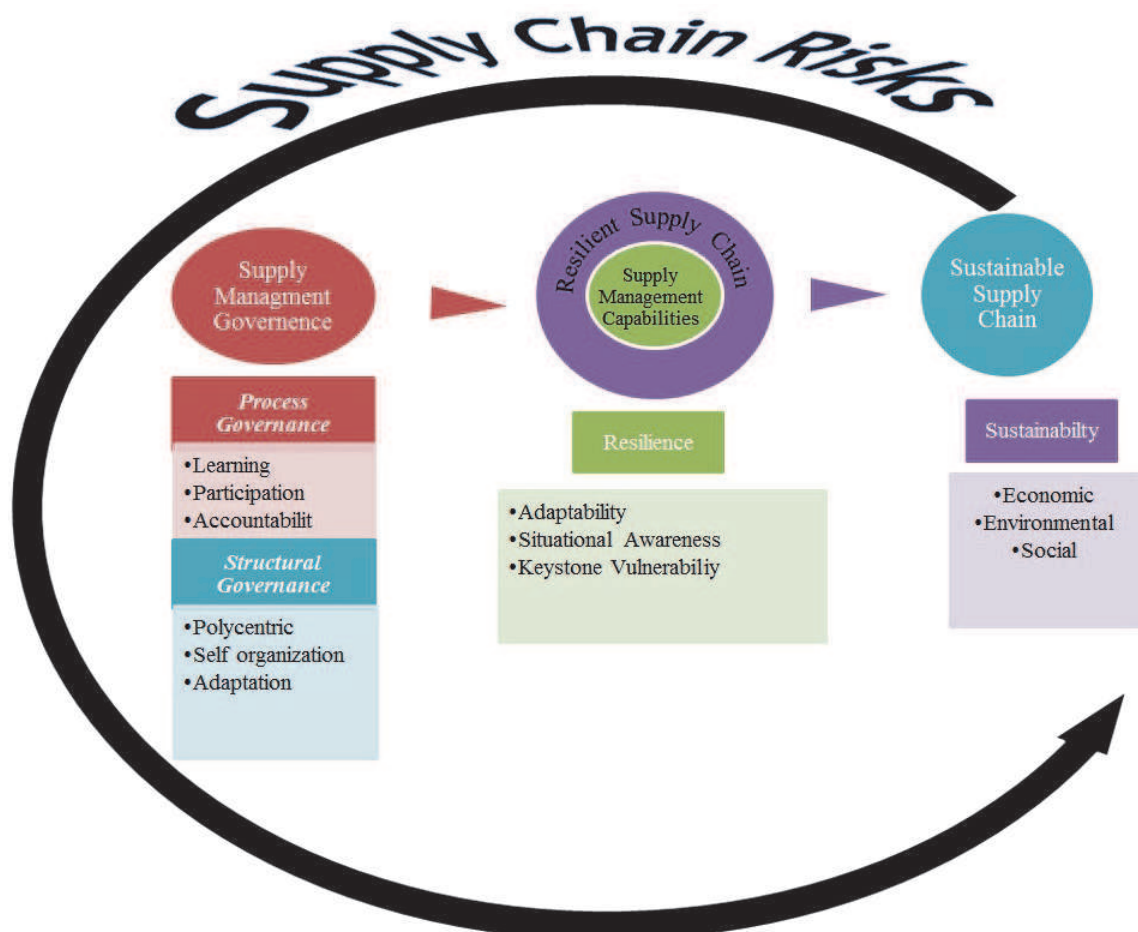 Supply Chain Risks
Supply
Managment
Governence
Resilient Supply Chain
Supply
Management
Capabilities
Sustainable
Supply
Chain
Process
Governance
•Learning
•Participation
•Accountabilit
Structural
Governance
•Polycentric
•Self organization
•Adaptation
Resilience
•Adaptability
•Situational Awareness
•Keystone Vulnerabiliy
Sustainabilty
•Economic
•Environmental
•Social